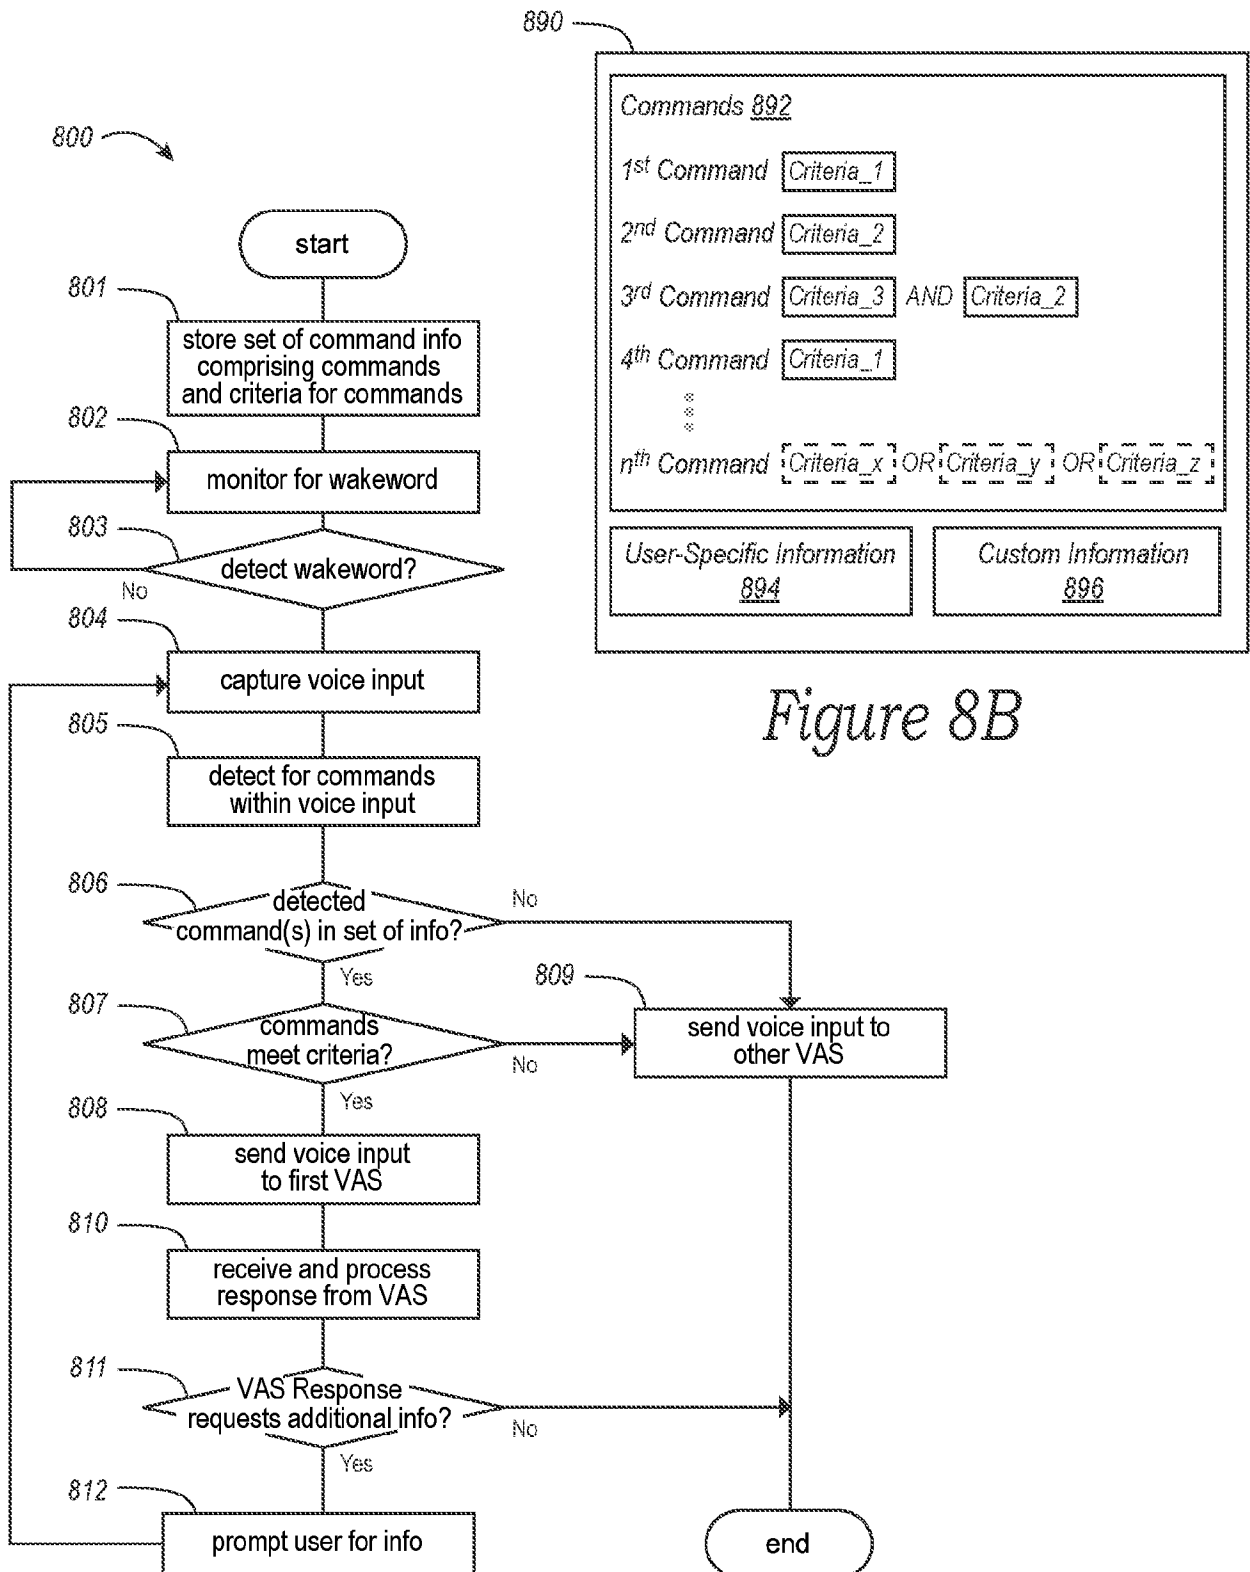 890
Commands 892
1st Command Criteria_1
2nd Command Criteria_2
3rd Command Criteria_3 AND Criteria_2
4th Command Criteria_1
nth Command Criteria_x OR Criteria_y OR Criteria_z
User-Specific Information
894
Custom Information
896
Figure 8B
800
start
801
store set of command info
comprising commands
and criteria for commands
802
monitor for wakeword
803
detect wakeword?
No
804
capture voice input
805
detect for commands
within voice input
806
detected
command(s) in set of info?
No
Yes
807
commands
meet criteria?
No
Yes
809
send voice input to
other VAS
808
send voice input
to first VAS
810
receive and process
response from VAS
811
VAS Response
requests additional info?
No
Yes
812
prompt user for info
end